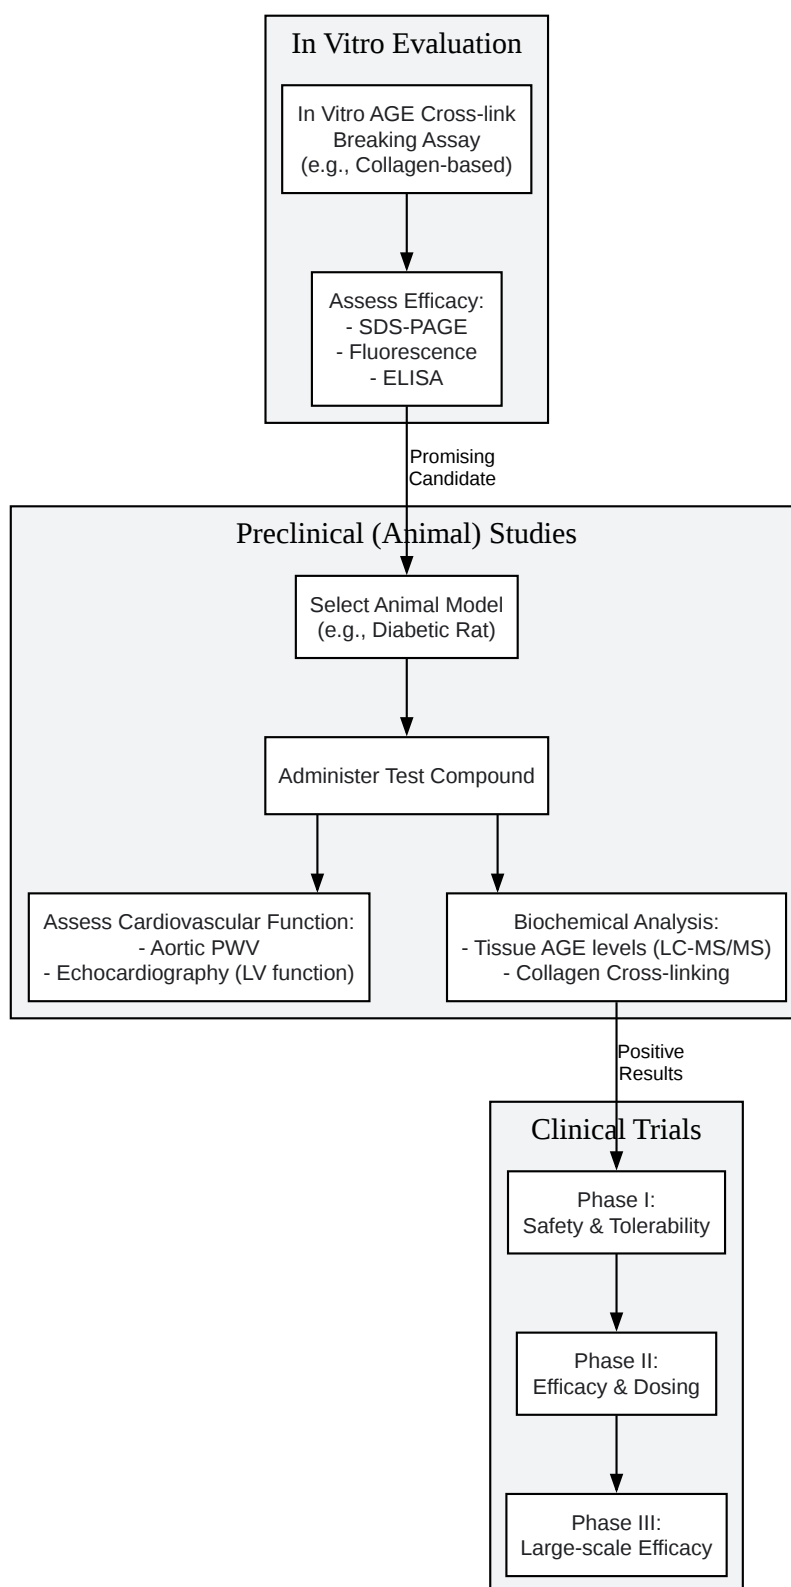 In Vitro Evaluation
In Vitro AGE Cross-link
Breaking Assay
(e.g., Collagen-based)
Assess Efficacy:
- SDS-PAGE
- Fluorescence
- ELISA
Promising
Candidate
Preclinical (Animal) Studies
Select Animal Model
(e.g., Diabetic Rat)
Administer Test Compound
Assess Cardiovascular Function:
- Aortic PWV
- Echocardiography (LV function)
Biochemical Analysis:
- Tissue AGE levels (LC-MS/MS)
- Collagen Cross-linking
Positive
Results
Clinical Trials
Phase I:
Safety & Tolerability
Phase II:
Efficacy & Dosing
Phase III:
Large-scale Efficacy